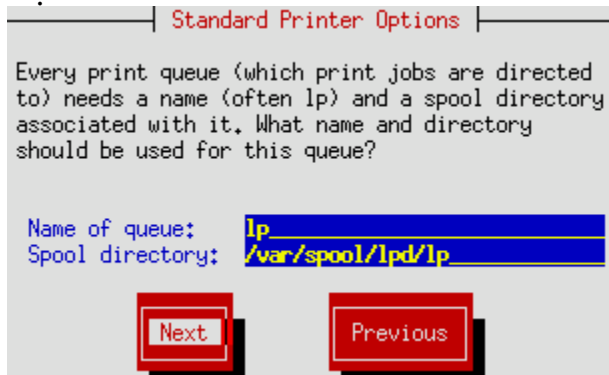 Standard Printer Options
Every print queue (which print jobs are directed
to) needs a name (often lp) and a spool directory
associated with it. What name and directory
should be used for this queue?
Name of queue: lp
Spool directory: /var/spool/lpd/lp
Next Previous